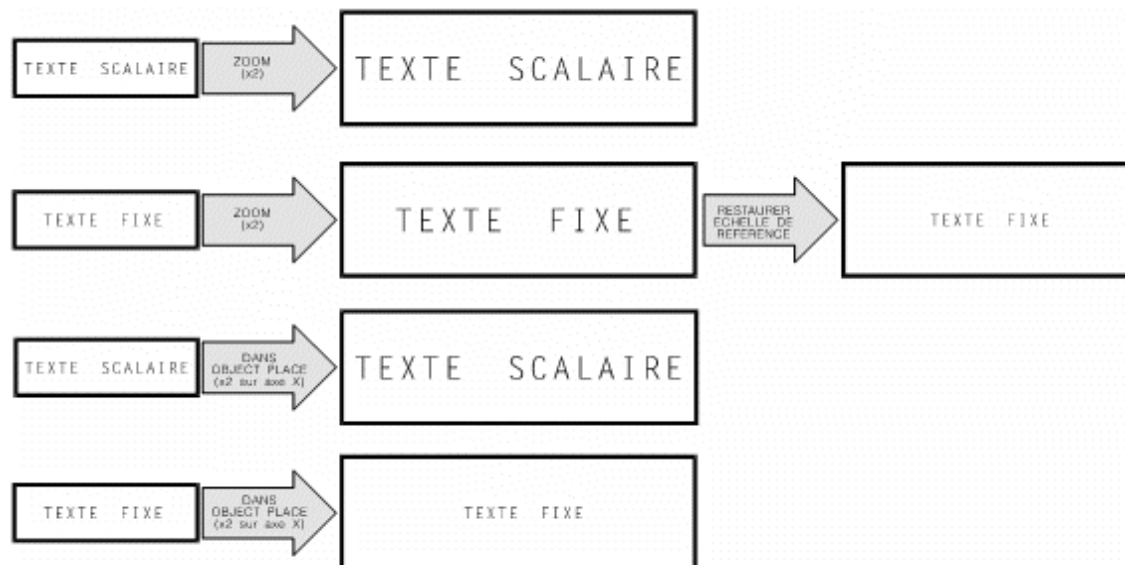 TEXTE SCALAIRE
ZOOM
(x2)
TEXTE SCALAIRE
TEXTE FIXE
ZOOM
(x2)
TEXTE FIXE
RESTAURER
ECHELLE DE
REFERENCE
TEXTE FIXE
TEXTE SCALAIRE
DANS
OBJECT PLACE
(x2 sur axe X)
TEXTE SCALAIRE
TEXTE FIXE
DANS
OBJECT PLACE
(x2 sur axe X)
TEXTE FIXE